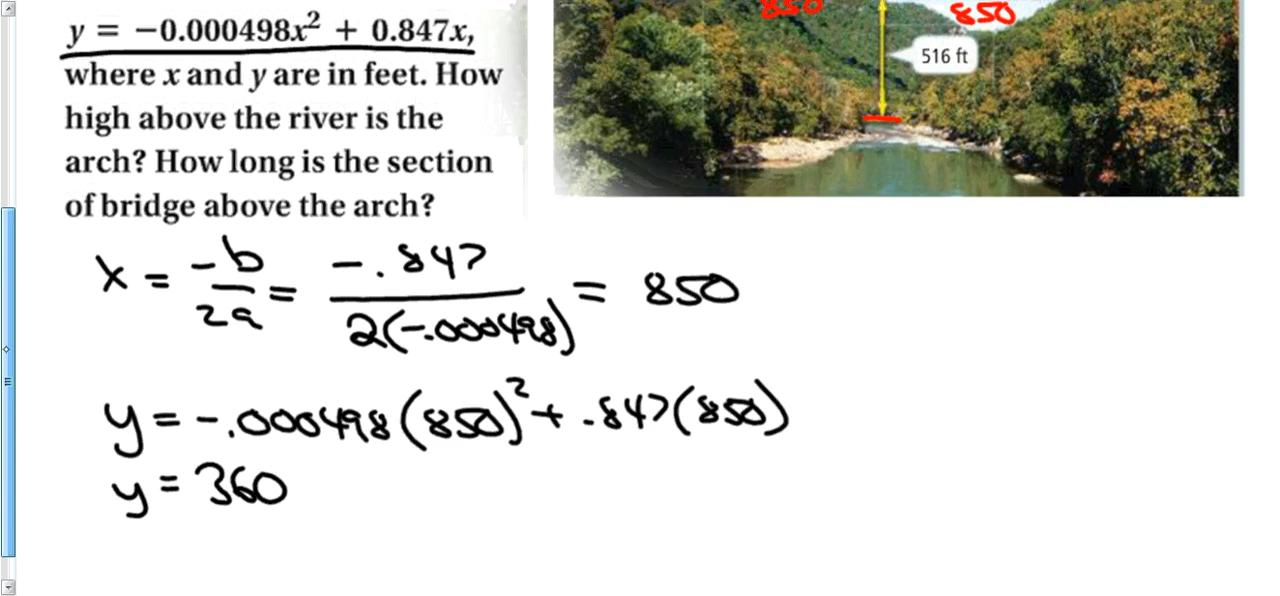 y = −0.000498x² + 0.847x,
where x and y are in feet. How
high above the river is the
arch? How long is the section
of bridge above the arch?
850 850
516 ft
x = -b/2a = -.847/2(-.000498) = 850
y = -.000498(850)² + .847(850)
y = 360